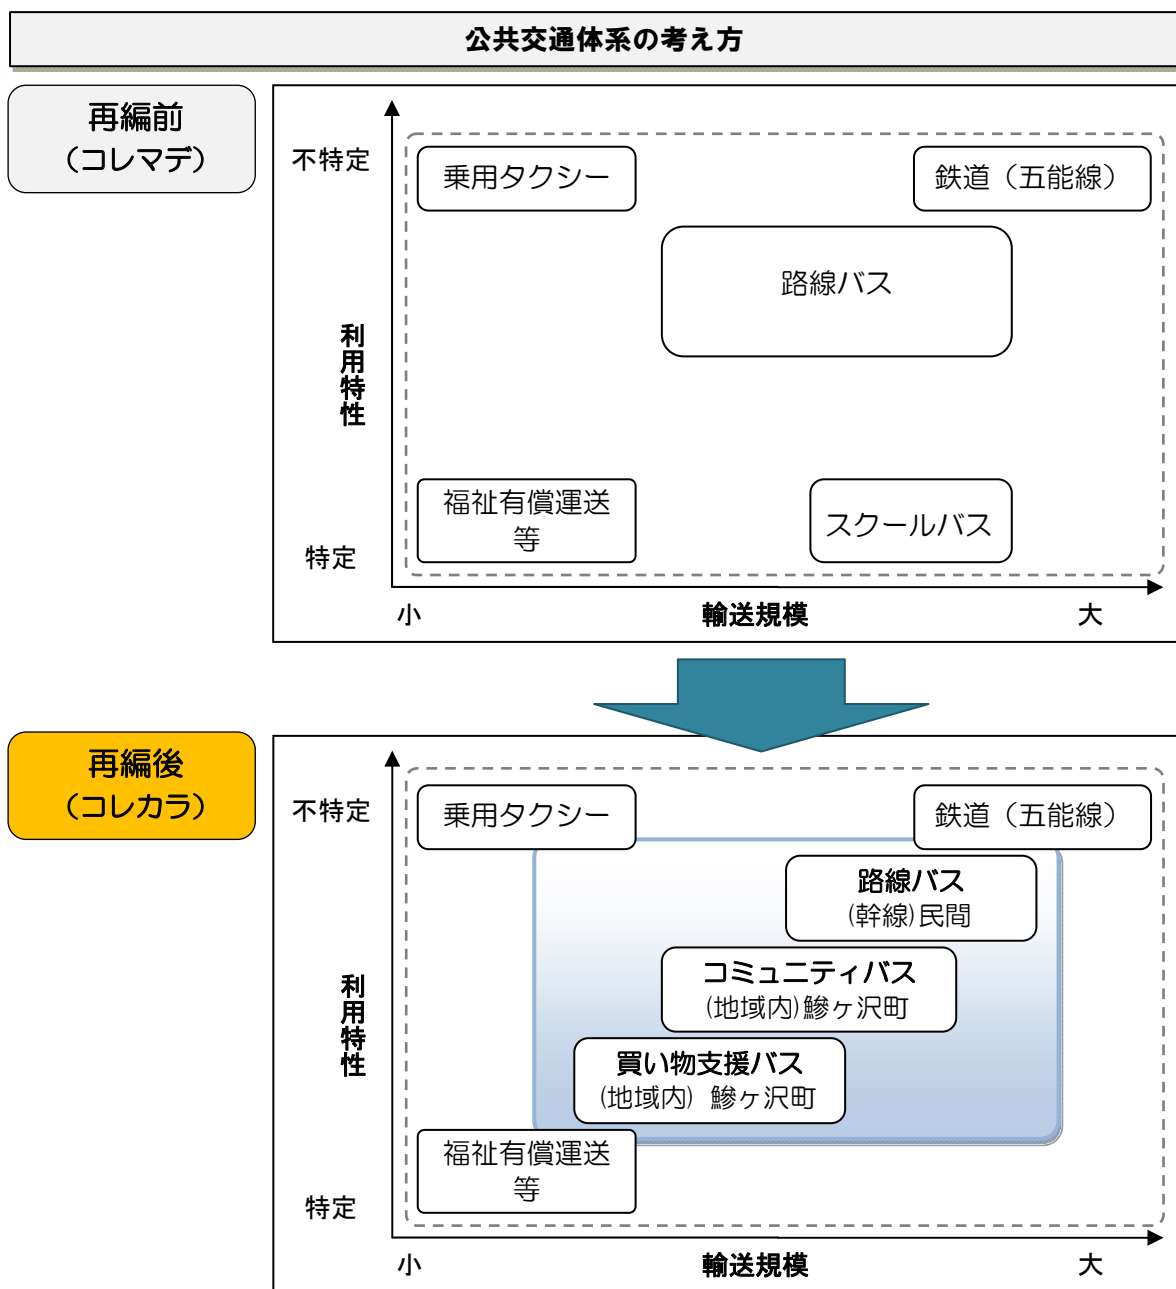 公共交通体系の考え方
再編前
（コレマデ）
不特定
乗用タクシー
鉄道（五能線）
路線バス
利用特性
福祉有償運送
等
スクールバス
特定
小
輸送規模
大
再編後
（コレカラ）
不特定
乗用タクシー
鉄道（五能線）
路線バス
(幹線)民間
コミュニティバス
(地域内)鰺ヶ沢町
利用特性
買い物支援バス
(地域内) 鰺ヶ沢町
福祉有償運送
等
特定
小
輸送規模
大